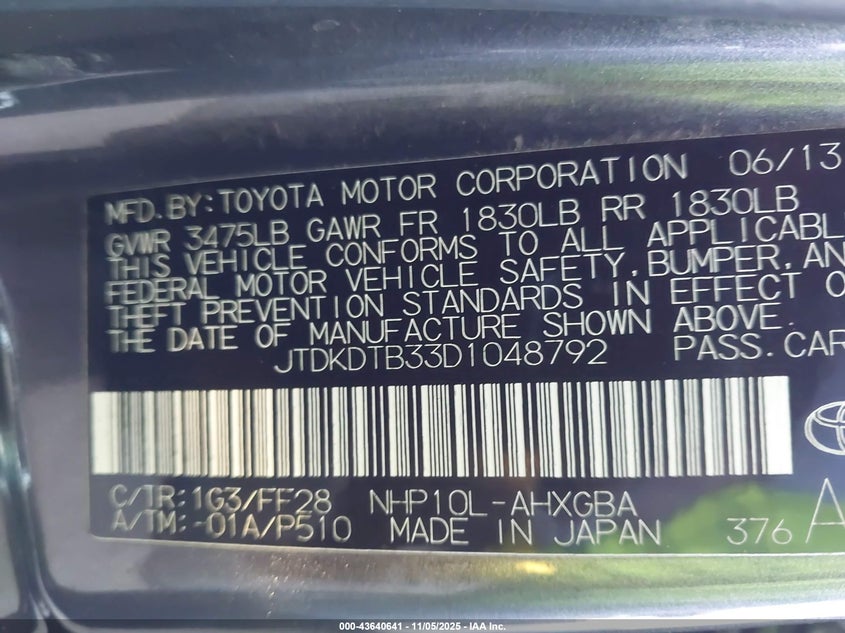 MFD.BY:TOYOTA MOTOR CORPORATION 06/13
GVWR 3475LB GAWR FR 1830LB RR 1830LB
THIS VEHICLE CONFORMS TO ALL APPLICABL
FEDERAL MOTOR VEHICLE SAFETY,BUMPER,AN
THEFT PREVENTION STANDARDS IN EFFECT O
THE DATE OF MANUFACTURE SHOWN ABOVE.
JTDKDTB33D1048792 PASS.CAR
C/TR:1G3/FF28 NHP10L-AHXGBA
A/TM:-01A/P510 MADE IN JAPAN 376 A
000-43640641 - 11/05/2025 - IAA Inc.